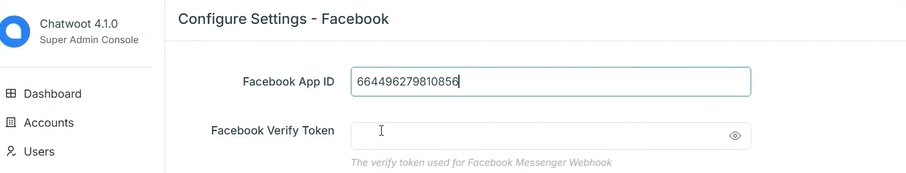 Chatwoot 4.1.0
Super Admin Console
Configure Settings - Facebook
Dashboard
Accounts
Users
Facebook App ID
664496279810856
Facebook Verify Token
The verify token used for Facebook Messenger Webhook